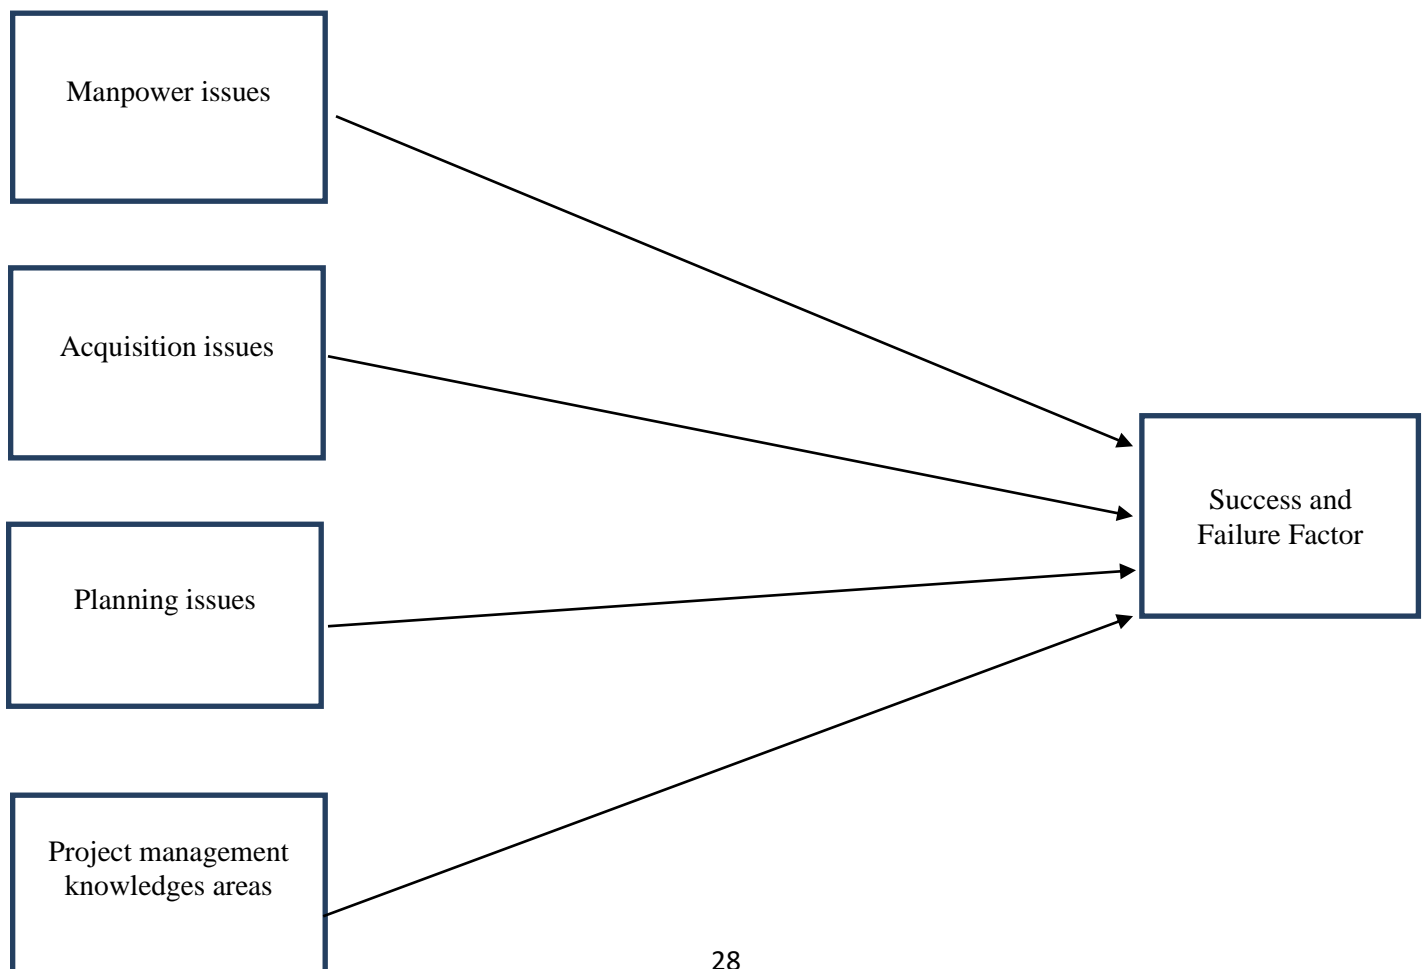 Manpower issues
Acquisition issues
Success and
Failure Factor
Planning issues
Project management
knowledges areas
28